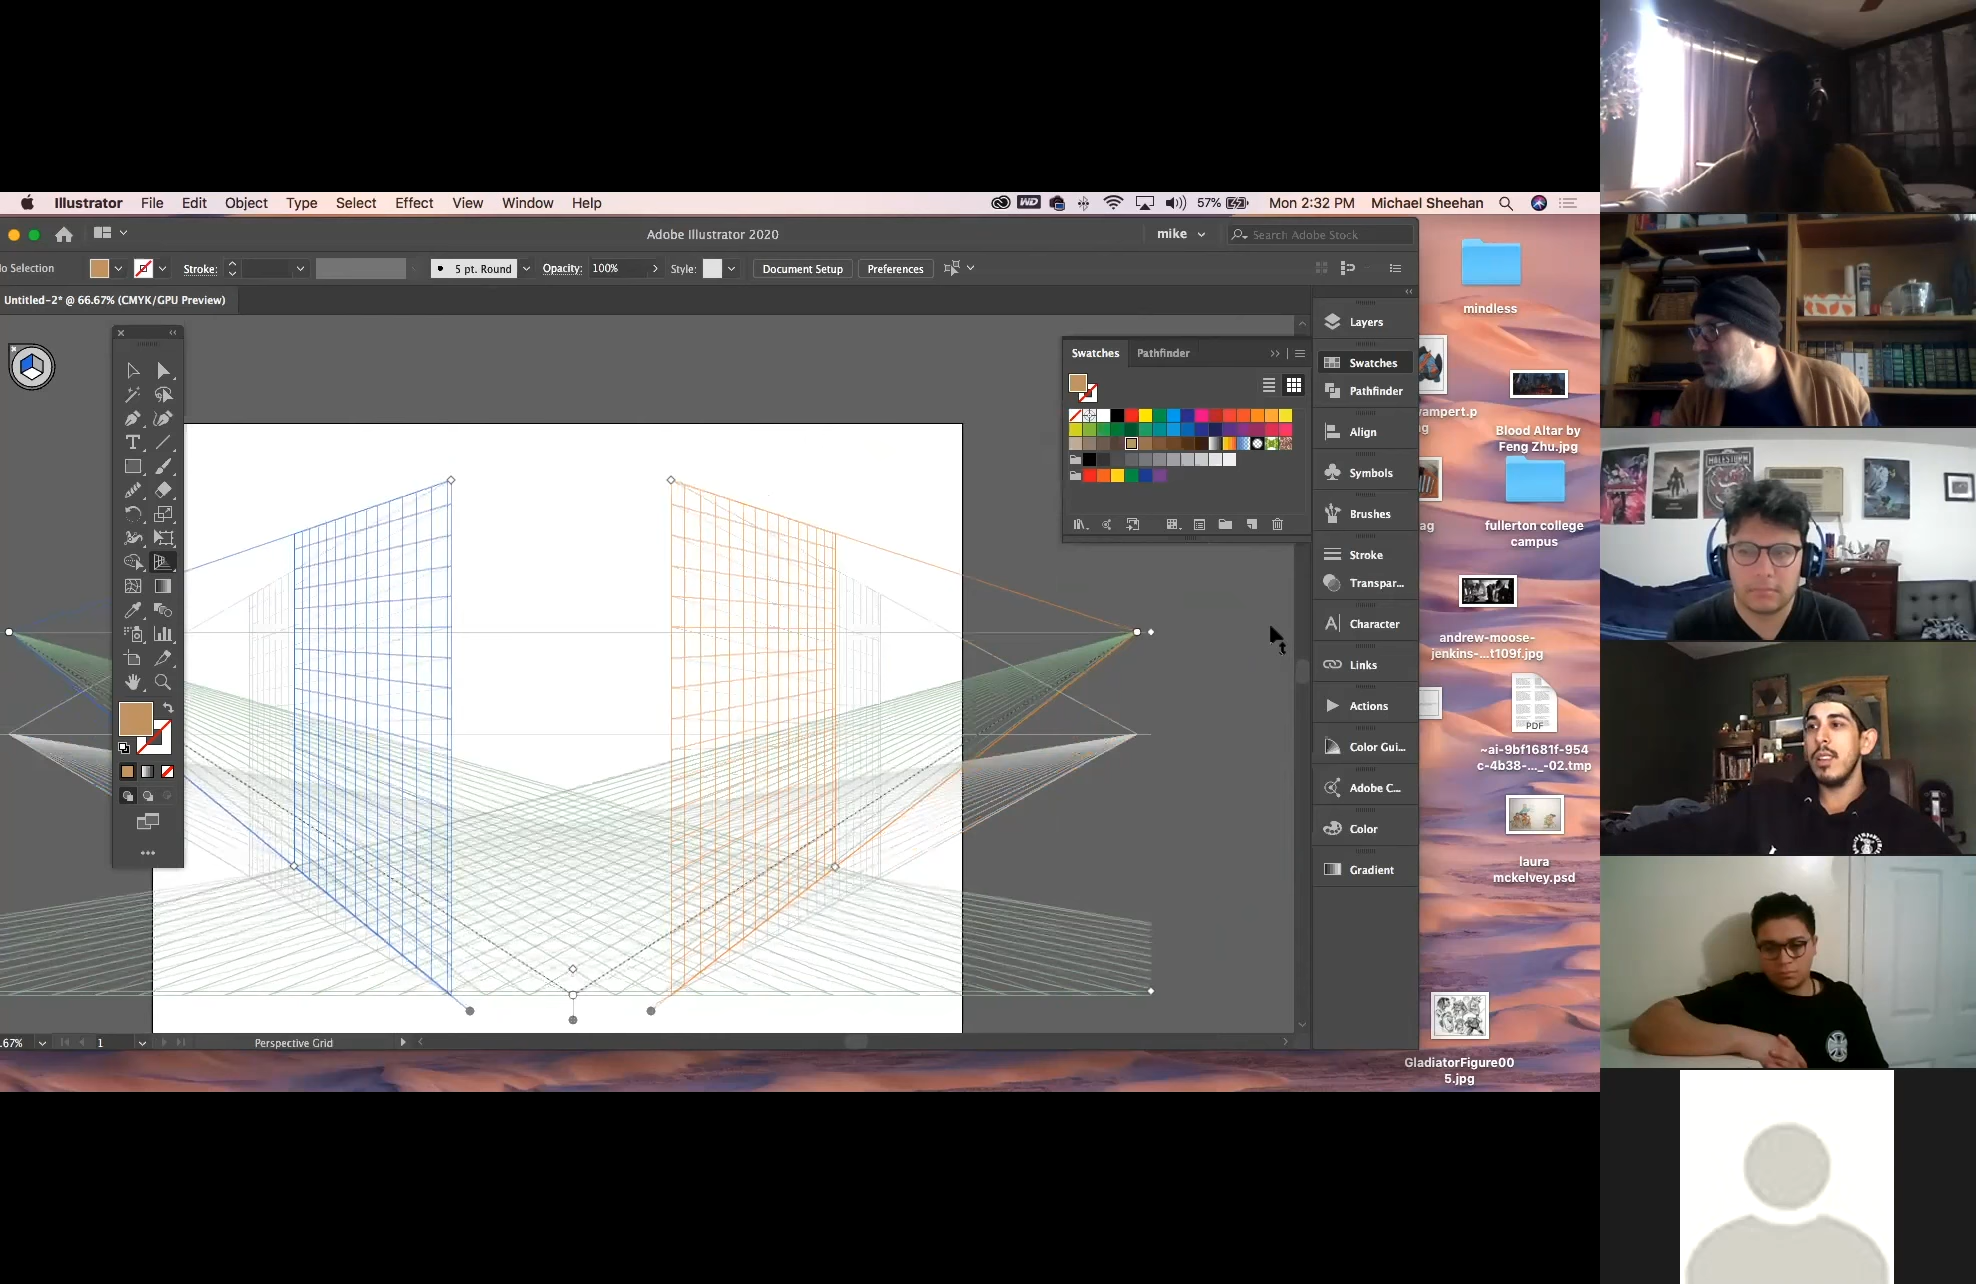 Illustrator File Edit Object Type Select Effect View Window Help
WD 57% Mon 2:32 PM Michael Sheehan
Adobe Illustrator 2020
mike
Search Adobe Stock
o Selection Stroke: 5 pt. Round Opacity: 100% Style: Document Setup Preferences
Untitled-2* @ 66.67% (CMYK/GPU Preview)
Swatches Pathfinder
Layers
Swatches
Pathfinder
Align
Symbols
Brushes
Stroke
Transpar...
Character
Links
Actions
Color Gui...
Adobe C...
Color
Gradient
mindless
vampert.p
ng
Blood Altar by
Feng Zhu.jpg
ag
fullerton college
campus
andrew-moose-
jenkins-...t109f.jpg
PDF
~ai-9bf1681f-954
c-4b38-..._-02.tmp
laura
mckelvey.psd
GladiatorFigure00
5.jpg
.67% 1 Perspective Grid